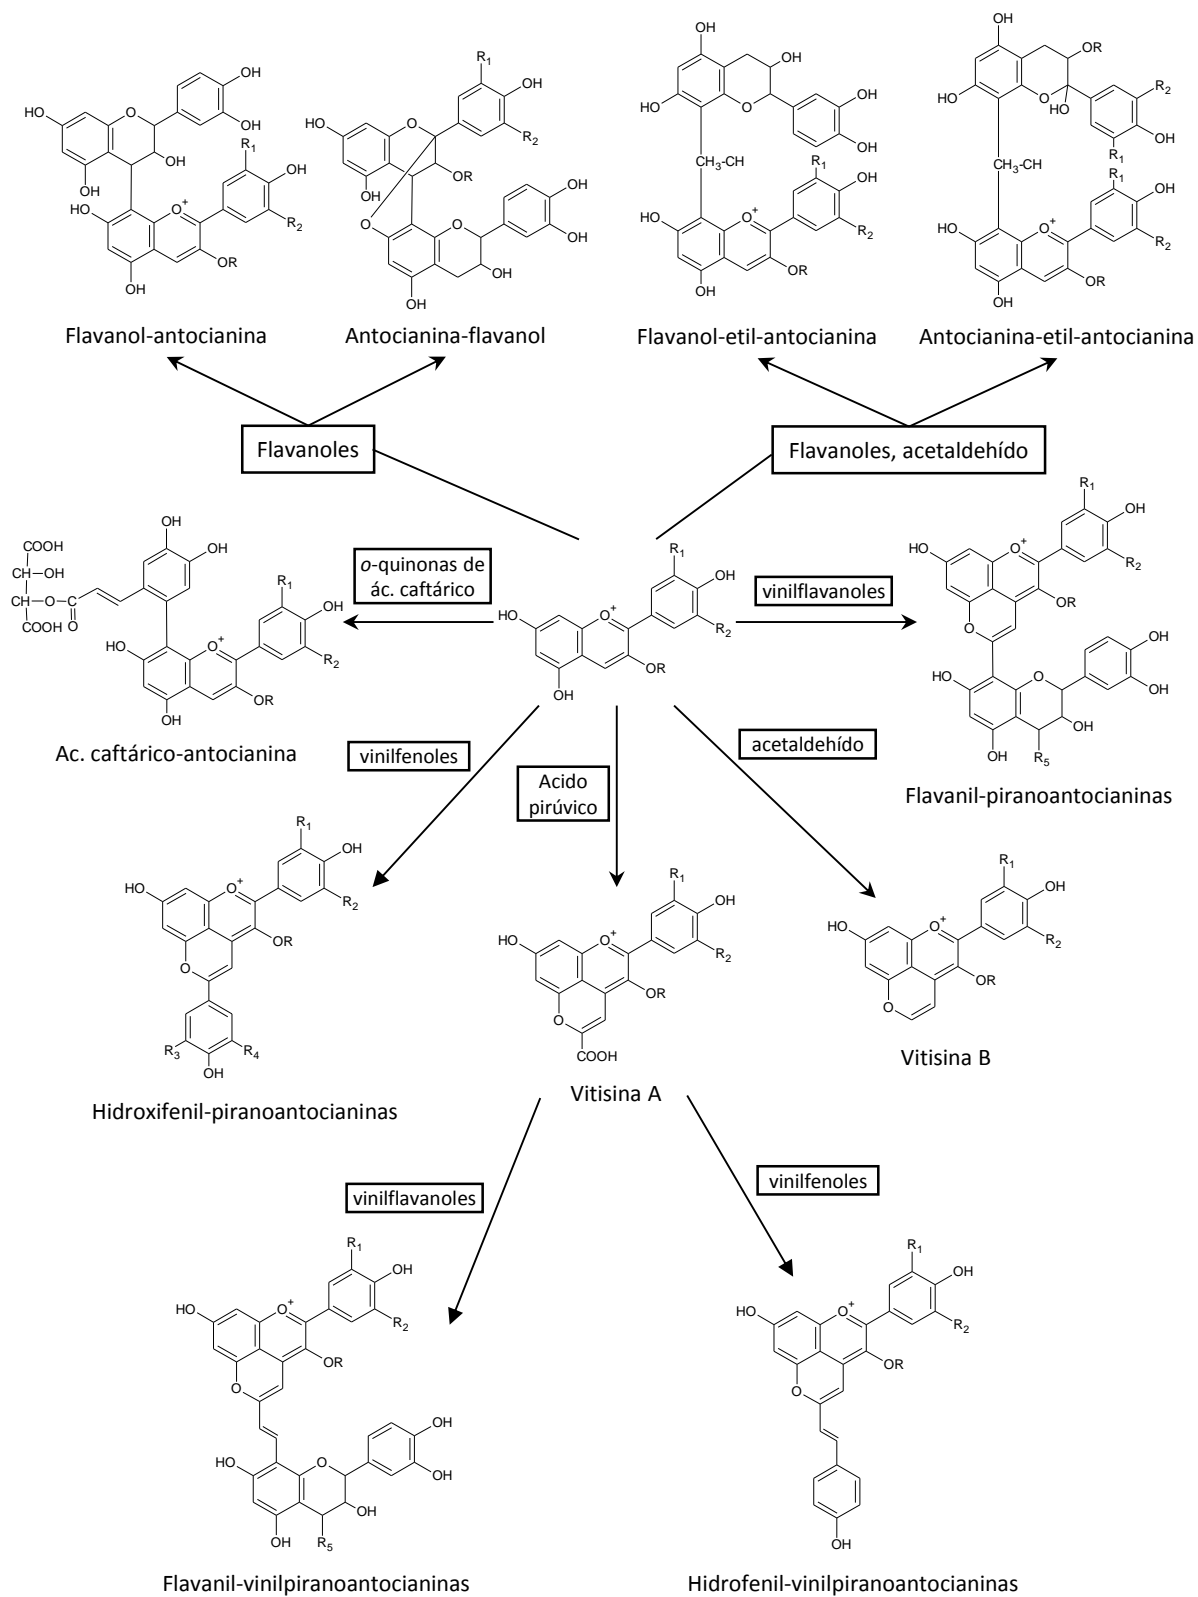 Flavanol-antocianina
Antocianina-flavanol
Flavanol-etil-antocianina
Antocianina-etil-antocianina
Flavanoles
Flavanoles, acetaldehído
o-quinonas de
ác. caftárico
vinilflavanoles
Ac. caftárico-antocianina
vinilfenoles
Acido
pirúvico
acetaldehído
Flavanil-piranoantocianinas
Hidroxifenil-piranoantocianinas
Vitisina A
Vitisina B
vinilflavanoles
vinilfenoles
Flavanil-vinilpiranoantocianinas
Hidrofenil-vinilpiranoantocianinas